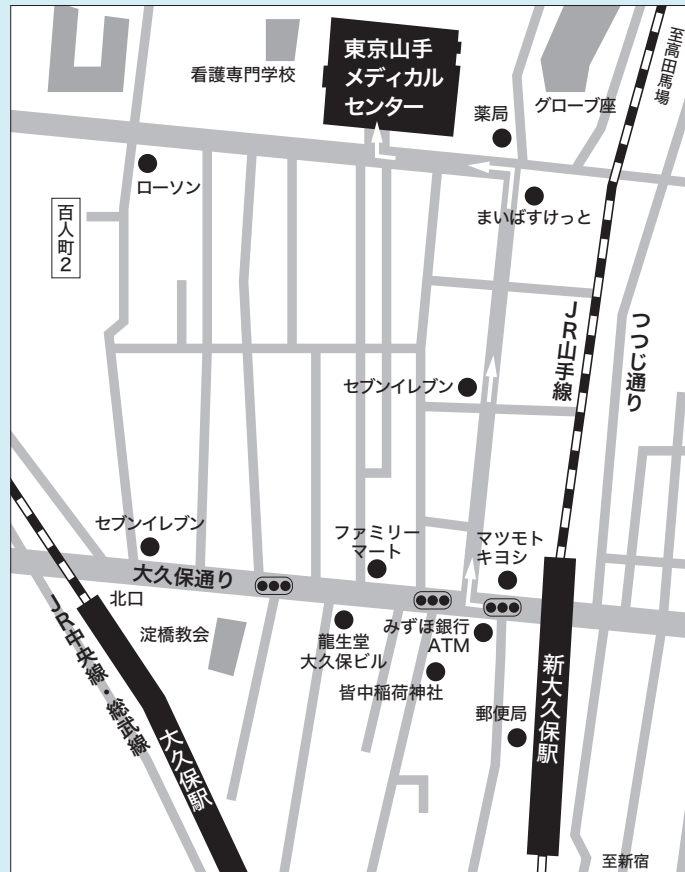 東京山手
メディカル
センター
看護専門学校
薬局
グローブ座
至高田馬場
ローソン
まいばすけっと
百人町2
JR山手線
つつじ通り
セブンイレブン
セブンイレブン
ファミリー
マート
マツモト
キヨシ
大久保通り
北口
淀橋教会
龍生堂
大久保ビル
みずほ銀行
ATM
皆中稲荷神社
郵便局
新大久保駅
JR中央線・総武線
大久保駅
至新宿